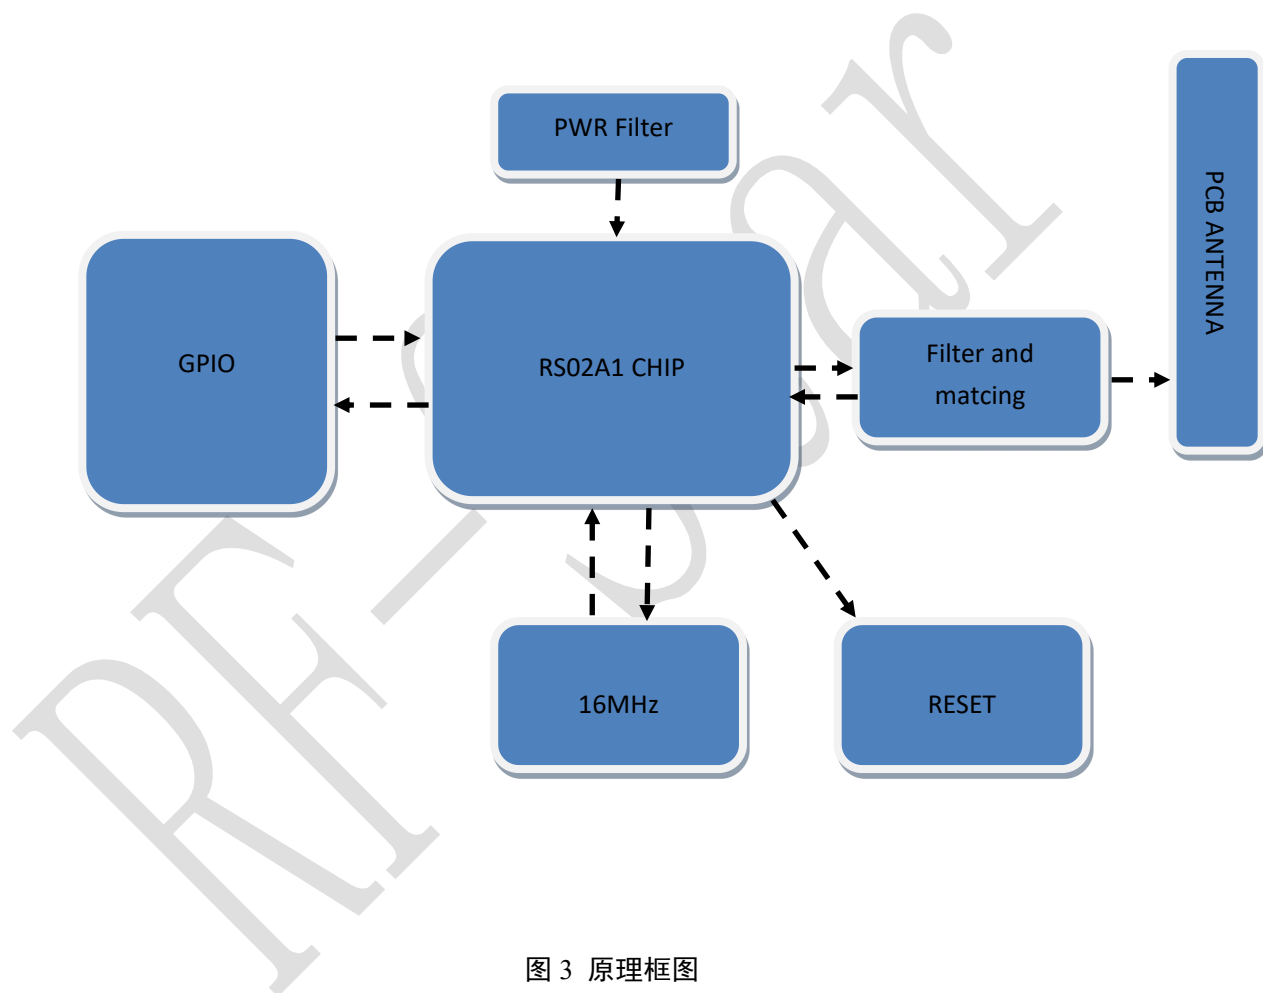 PWR Filter
PCB ANTENNA
GPIO
RS02A1 CHIP
Filter and
matcing
16MHz
RESET
RF-star
图 3 原理框图